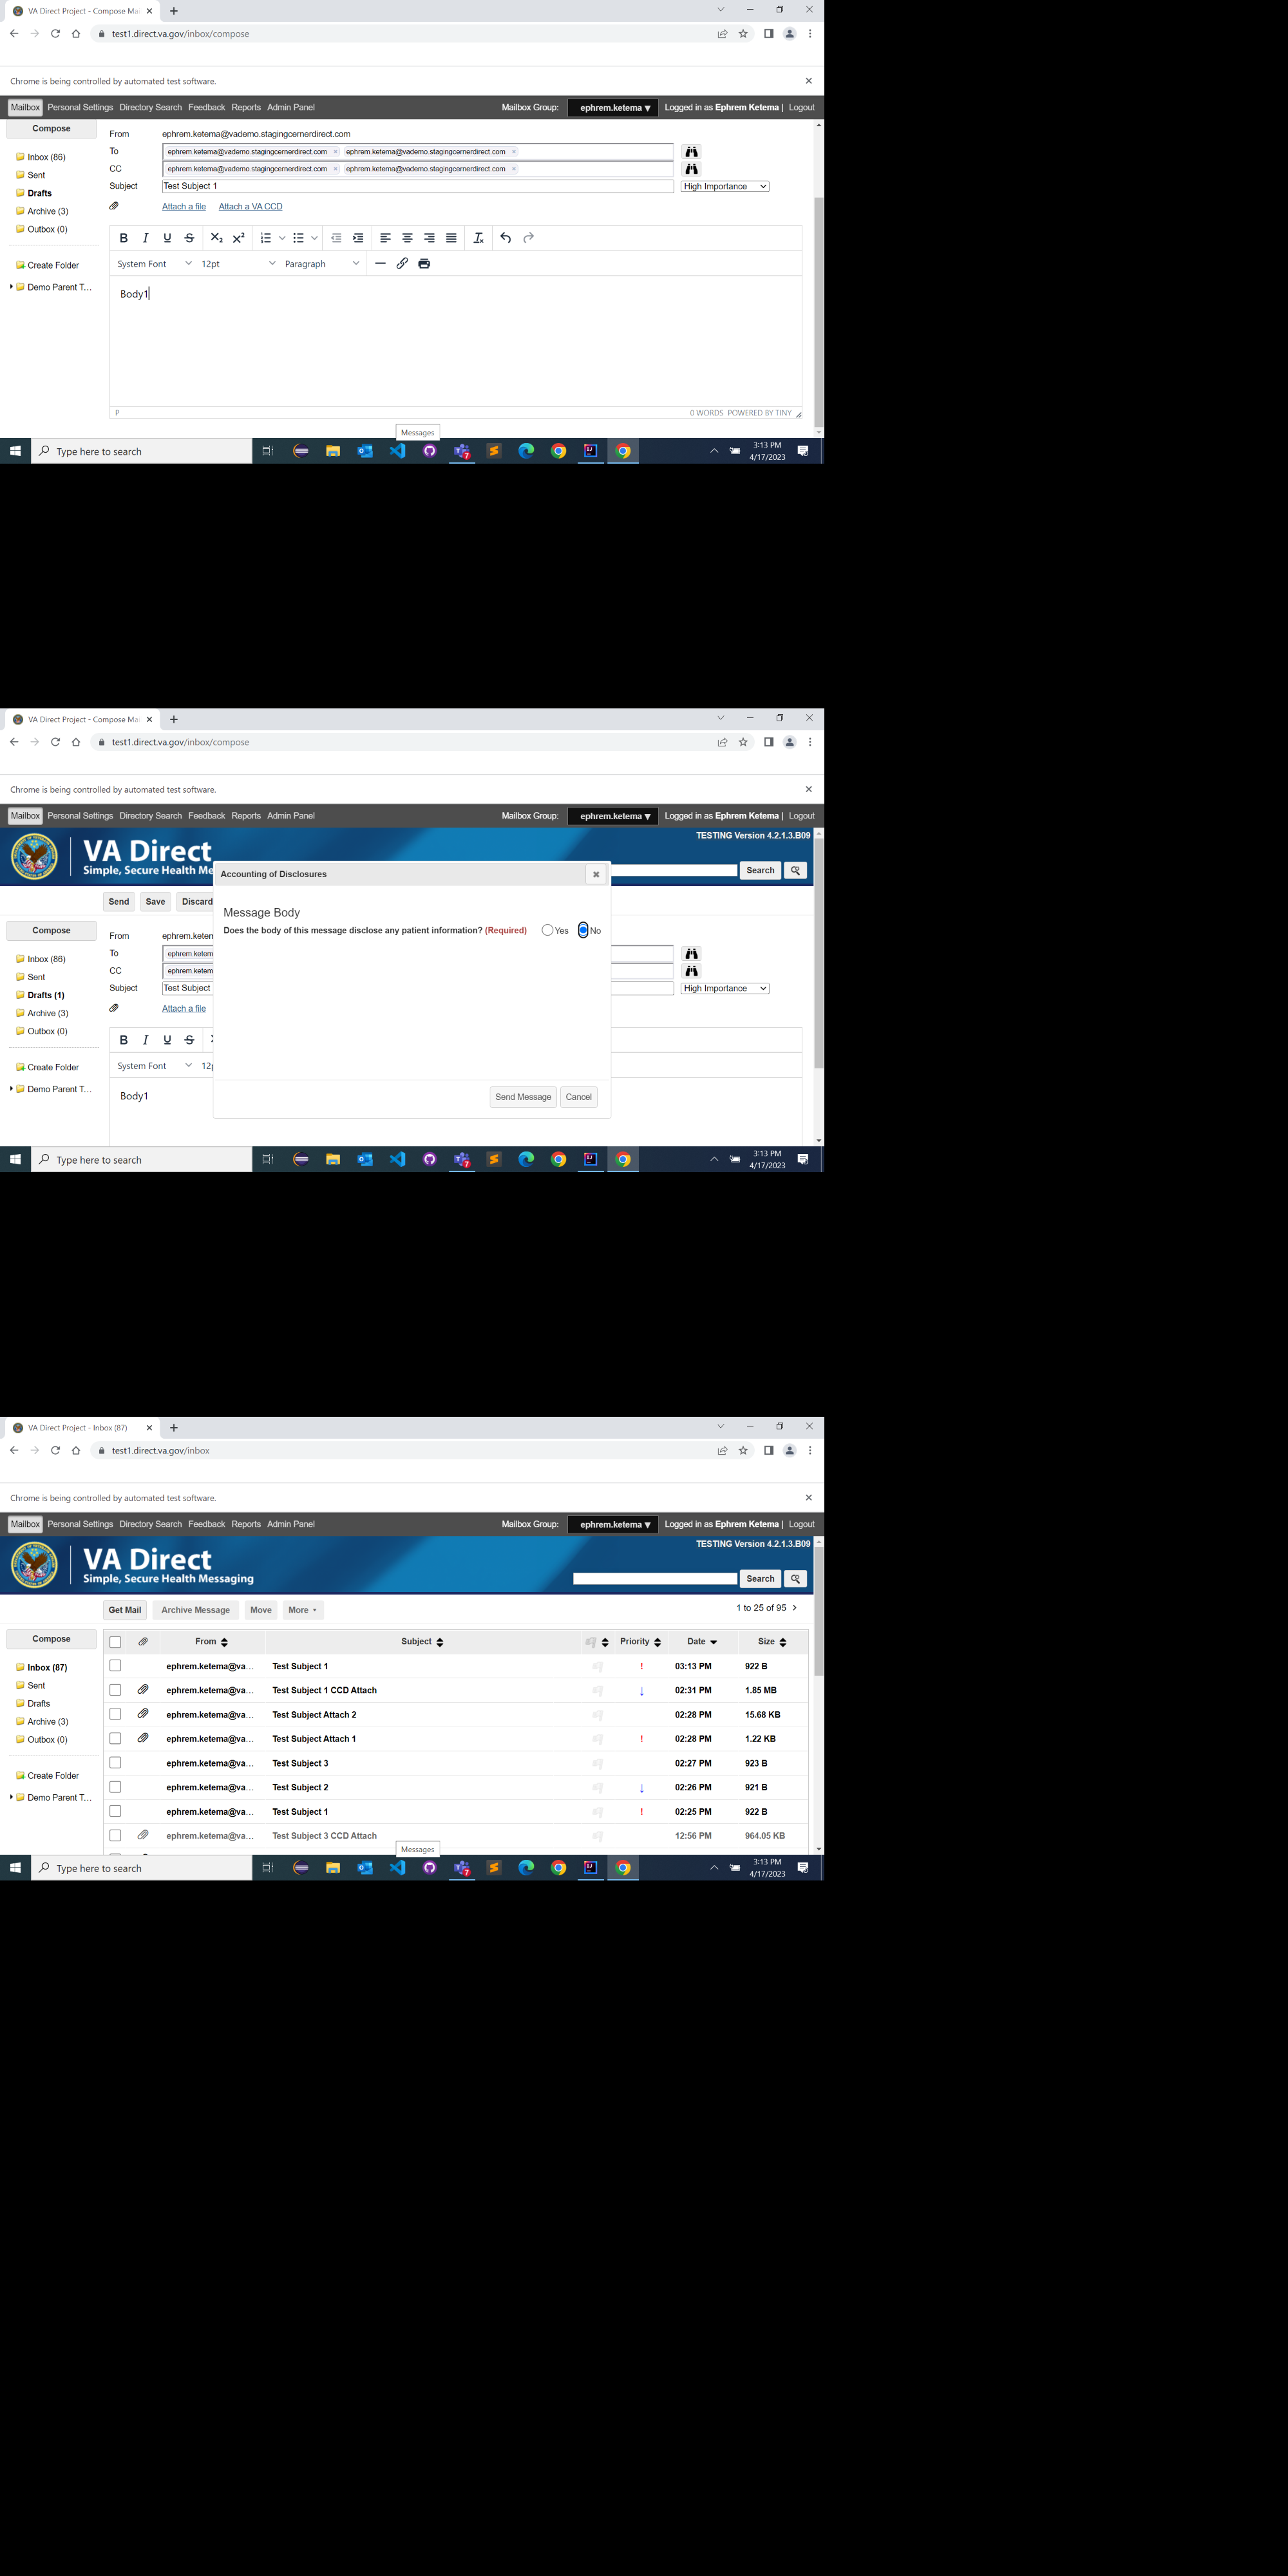 VA Direct Project - Compose Ma
test1.direct.va.gov/inbox/compose
Chrome is being controlled by automated test software.
Mailbox Personal Settings Directory Search Feedback Reports Admin Panel Mailbox Group: ephrem.ketema ▼ Logged in as Ephrem Ketema | Logout
Compose
From ephrem.ketema@vademo.stagingcernerdirect.com
Inbox (86)
To ephrem.ketema@vademo.stagingcernerdirect.com × ephrem.ketema@vademo.stagingcernerdirect.com ×
Sent
CC ephrem.ketema@vademo.stagingcernerdirect.com × ephrem.ketema@vademo.stagingcernerdirect.com ×
Drafts
Subject Test Subject 1 High Importance
Archive (3)
Attach a file Attach a VA CCD
Outbox (0)
B I U S X₂ X²
Create Folder
System Font 12pt Paragraph
Demo Parent T...
Body1
P 0 WORDS POWERED BY TINY
Messages
Type here to search
3:13 PM
4/17/2023
VA Direct Project - Compose Ma
test1.direct.va.gov/inbox/compose
Chrome is being controlled by automated test software.
Mailbox Personal Settings Directory Search Feedback Reports Admin Panel Mailbox Group: ephrem.ketema ▼ Logged in as Ephrem Ketema | Logout
TESTING Version 4.2.1.3.B09
VA Direct
Simple, Secure Health Me
Search
Accounting of Disclosures
Send Save Discard
Message Body
Does the body of this message disclose any patient information? (Required) Yes No
Compose
From ephrem.keter
Inbox (86)
To ephrem.ketem
Sent
CC ephrem.ketem
Drafts (1)
Subject Test Subject High Importance
Archive (3)
Attach a file
Outbox (0)
B I U S
Create Folder
System Font 12p
Demo Parent T...
Body1
Send Message Cancel
Type here to search
3:13 PM
4/17/2023
VA Direct Project - Inbox (87)
test1.direct.va.gov/inbox
Chrome is being controlled by automated test software.
Mailbox Personal Settings Directory Search Feedback Reports Admin Panel Mailbox Group: ephrem.ketema ▼ Logged in as Ephrem Ketema | Logout
TESTING Version 4.2.1.3.B09
VA Direct
Simple, Secure Health Messaging
Search
Get Mail Archive Message Move More 1 to 25 of 95 >
Compose
Inbox (87)
Sent
Drafts
Archive (3)
Outbox (0)
Create Folder
Demo Parent T...
From Subject Priority Date Size
ephrem.ketema@va... Test Subject 1 ! 03:13 PM 922 B
ephrem.ketema@va... Test Subject 1 CCD Attach ↓ 02:31 PM 1.85 MB
ephrem.ketema@va... Test Subject Attach 2 02:28 PM 15.68 KB
ephrem.ketema@va... Test Subject Attach 1 ! 02:28 PM 1.22 KB
ephrem.ketema@va... Test Subject 3 02:27 PM 923 B
ephrem.ketema@va... Test Subject 2 ↓ 02:26 PM 921 B
ephrem.ketema@va... Test Subject 1 ! 02:25 PM 922 B
ephrem.ketema@va... Test Subject 3 CCD Attach 12:56 PM 964.05 KB
Messages
Type here to search
3:13 PM
4/17/2023